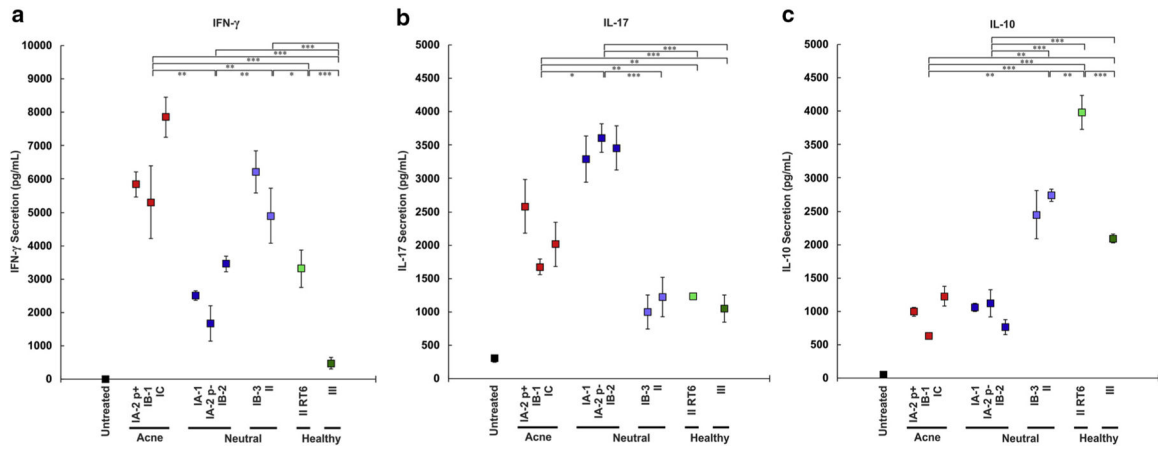 a
IFN-γ
***
***
***
**
** ** * ***
10000
9000
8000
7000
6000
5000
4000
3000
2000
1000
0
IFN-γ Secretion (pg/mL)
Untreated
IA-2 p+
IB-1
IC
IA-1
IA-2 p-
IB-2
IB-3
II
II RT6
III
Acne Neutral Healthy
b
IL-17
***
***
**
**
* ***
5000
4500
4000
3500
3000
2500
2000
1500
1000
500
0
IL-17 Secretion (pg/mL)
Untreated
IA-2 p+
IB-1
IC
IA-1
IA-2 p-
IB-2
IB-3
II
II RT6
III
Acne Neutral Healthy
c
IL-10
***
***
**
***
***
** ** ***
5000
4500
4000
3500
3000
2500
2000
1500
1000
500
0
IL-10 Secretion (pg/mL)
Untreated
IA-2 p+
IB-1
IC
IA-1
IA-2 p-
IB-2
IB-3
II
II RT6
III
Acne Neutral Healthy